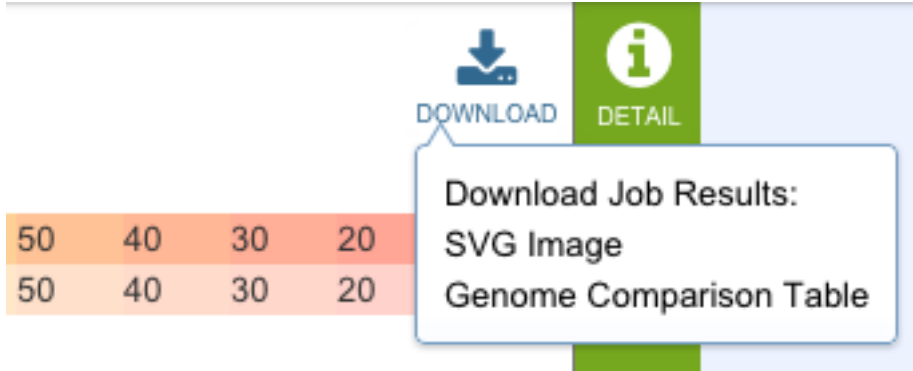 DOWNLOAD
DETAIL
Download Job Results:
SVG Image
Genome Comparison Table
50 40 30 20
50 40 30 20